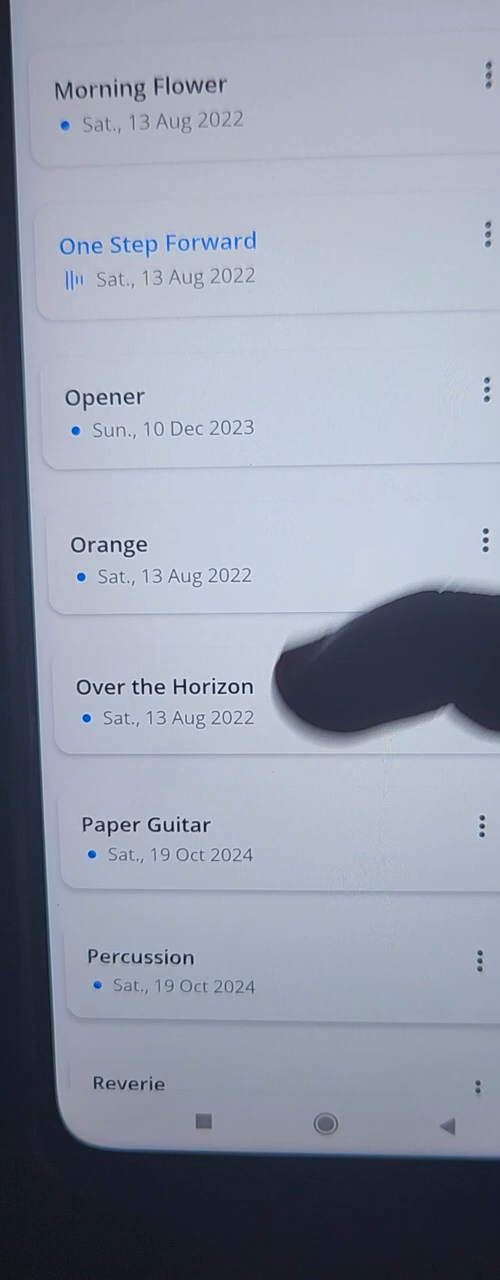 Morning Flower
Sat., 13 Aug 2022
One Step Forward
Sat., 13 Aug 2022
Opener
Sun., 10 Dec 2023
Orange
Sat., 13 Aug 2022
Over the Horizon
Sat., 13 Aug 2022
Paper Guitar
Sat., 19 Oct 2024
Percussion
Sat., 19 Oct 2024
Reverie